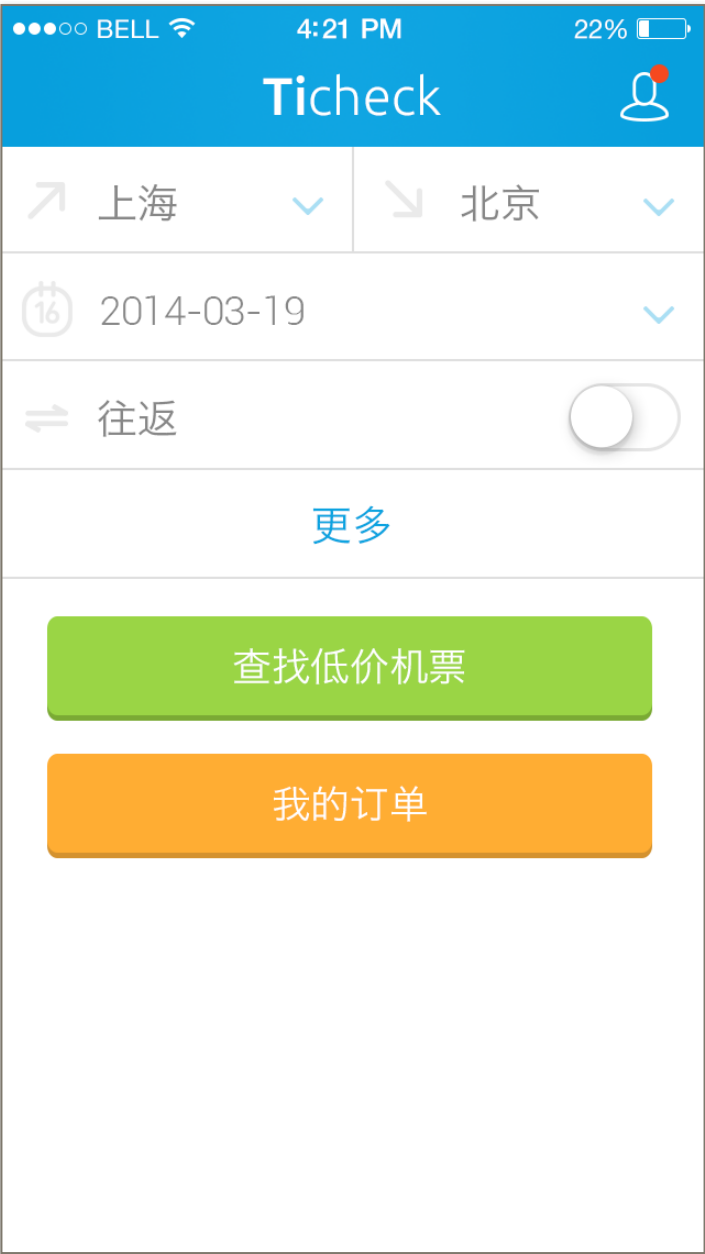 BELL 4:21 PM 22%
Ticheck
上海 北京
16 2014-03-19
往返
更多
查找低价机票
我的订单